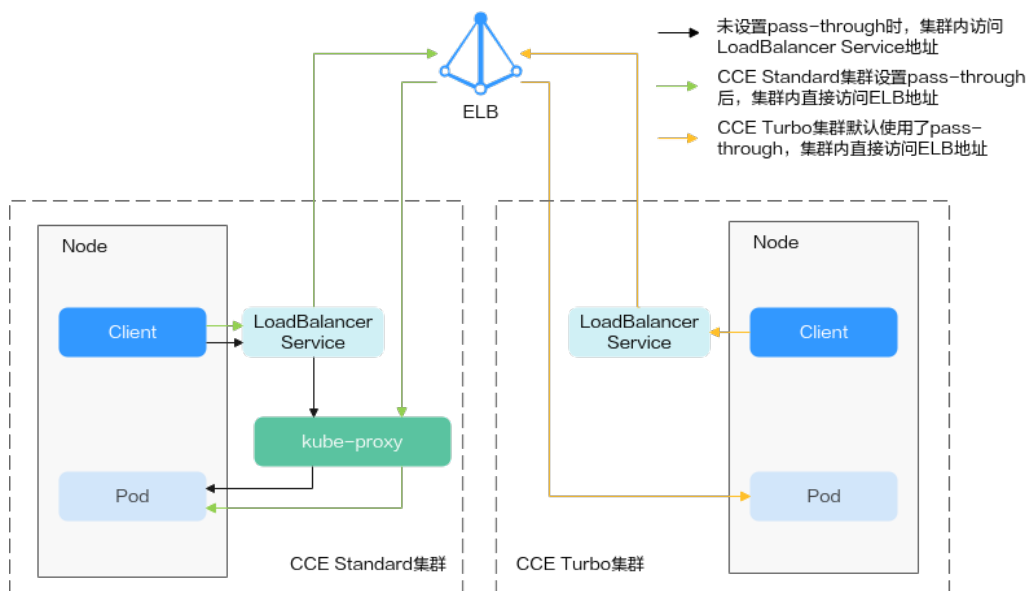 未设置pass-through时，集群内访问
LoadBalancer Service地址
CCE Standard集群设置pass-through
后，集群内直接访问ELB地址
CCE Turbo集群默认使用了pass-
through，集群内直接访问ELB地址
ELB
Node
Client
LoadBalancer
Service
kube-proxy
Pod
CCE Standard集群
Node
LoadBalancer
Service
Client
Pod
CCE Turbo集群